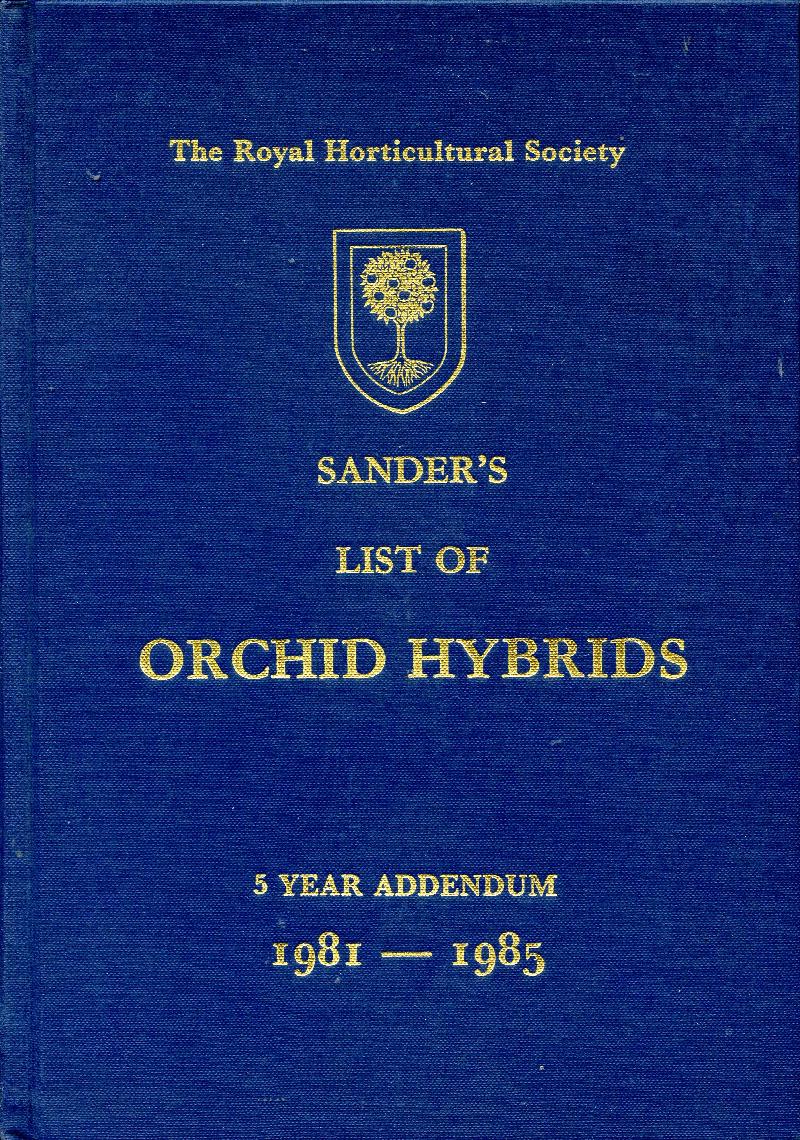 The Royal Horticultural Society
SANDER'S
LIST OF
ORCHID HYBRIDS
5 YEAR ADDENDUM
1981 — 1985